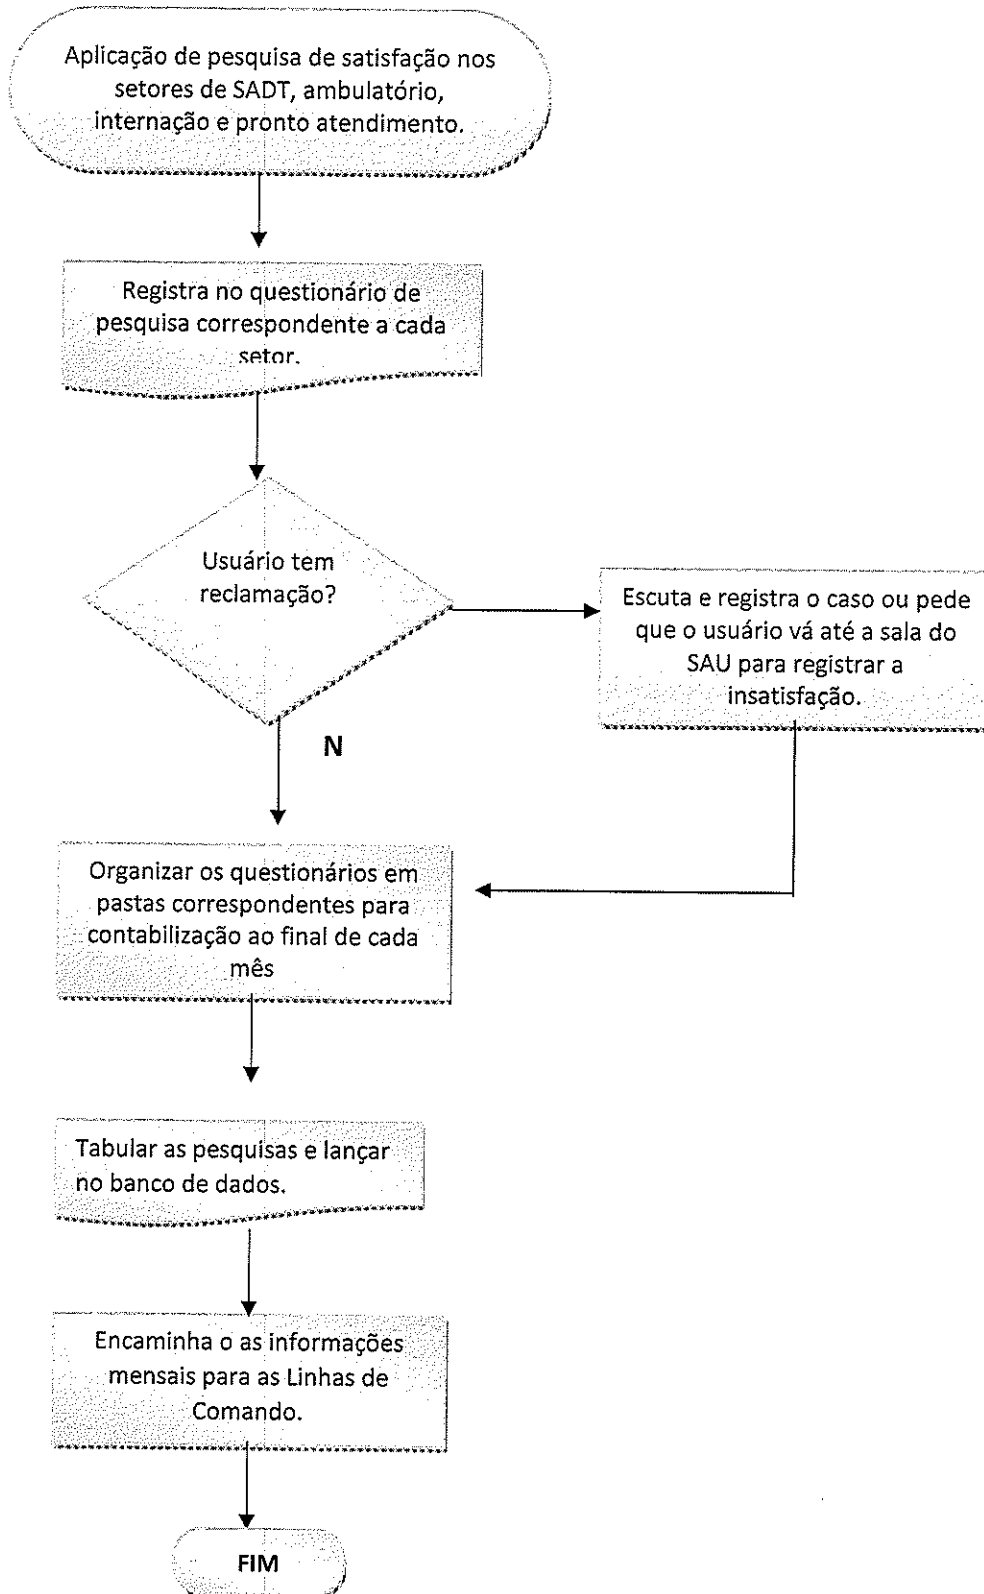 Aplicação de pesquisa de satisfação nos
setores de SADT, ambulatório,
internação e pronto atendimento.
Registra no questionário de
pesquisa correspondente a cada
setor.
Usuário tem
reclamação?
Escuta e registra o caso ou pede
que o usuário vá até a sala do
SAU para registrar a
insatisfação.
N
Organizar os questionários em
pastas correspondentes para
contabilização ao final de cada
mês
Tabular as pesquisas e lançar
no banco de dados.
Encaminha o as informações
mensais para as Linhas de
Comando.
FIM